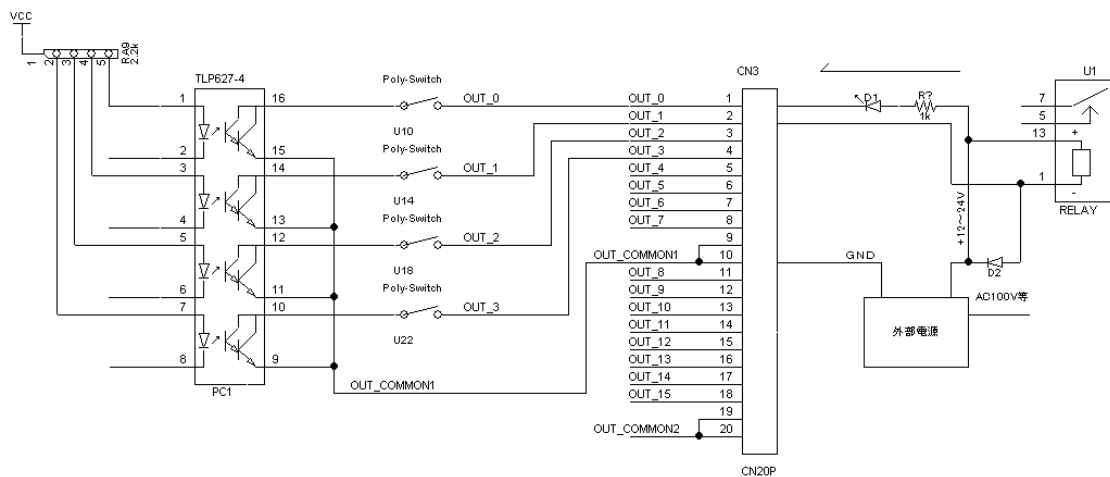 VCC
1
2
3
4
5
RA9
2.2k
TLP627-4
1
2
3
4
5
6
7
8
16
15
14
13
12
11
10
9
PC1
Poly-Switch
U10
Poly-Switch
U14
Poly-Switch
U18
Poly-Switch
U22
OUT_0
OUT_1
OUT_2
OUT_3
OUT_COMMON1
CN3
OUT_0
1
OUT_1
2
OUT_2
3
OUT_3
4
OUT_4
5
OUT_5
6
OUT_6
7
OUT_7
8
9
OUT_COMMON1
10
OUT_8
11
OUT_9
12
OUT_10
13
OUT_11
14
OUT_12
15
OUT_13
16
OUT_14
17
OUT_15
18
19
OUT_COMMON2
20
CN20P
D1
R?
1k
U1
7
5
13
+
1
-
RELAY
+12～24V
GND
D2
AC100V等
外部電源